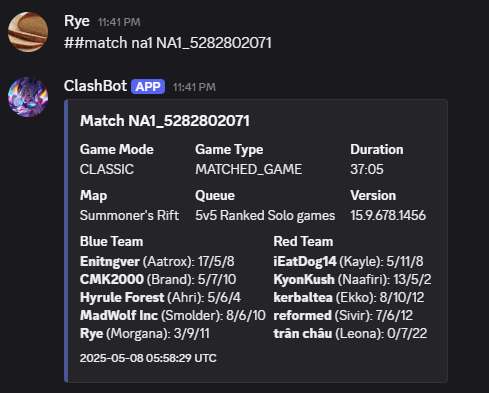 Rye 11:41 PM
##match na1 NA1_5282802071
ClashBot APP 11:41 PM
Match NA1_5282802071
Game Mode Game Type Duration
CLASSIC MATCHED_GAME 37:05
Map Queue Version
Summoner's Rift 5v5 Ranked Solo games 15.9.678.1456
Blue Team Red Team
Enitngver (Aatrox): 17/5/8 iEatDog14 (Kayle): 5/11/8
CMK2000 (Brand): 5/7/10 KyonKush (Naafiri): 13/5/2
Hyrule Forest (Ahri): 5/6/4 kerbaltea (Ekko): 8/10/12
MadWolf Inc (Smolder): 8/6/10 reformed (Sivir): 7/6/12
Rye (Morgana): 3/9/11 trân châu (Leona): 0/7/22
2025-05-08 05:58:29 UTC